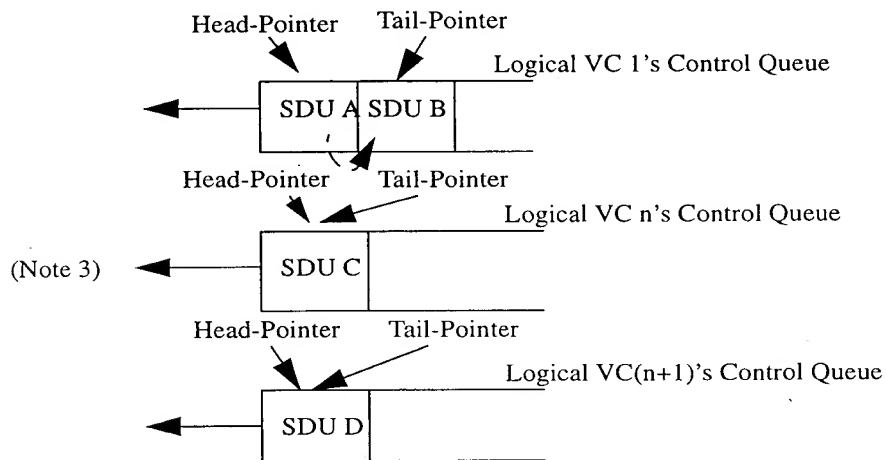 Head-Pointer Tail-Pointer
Logical VC 1's Control Queue
SDU A SDU B
Head-Pointer Tail-Pointer
Logical VC n's Control Queue
(Note 3)
SDU C
Head-Pointer Tail-Pointer
Logical VC(n+1)'s Control Queue
SDU D